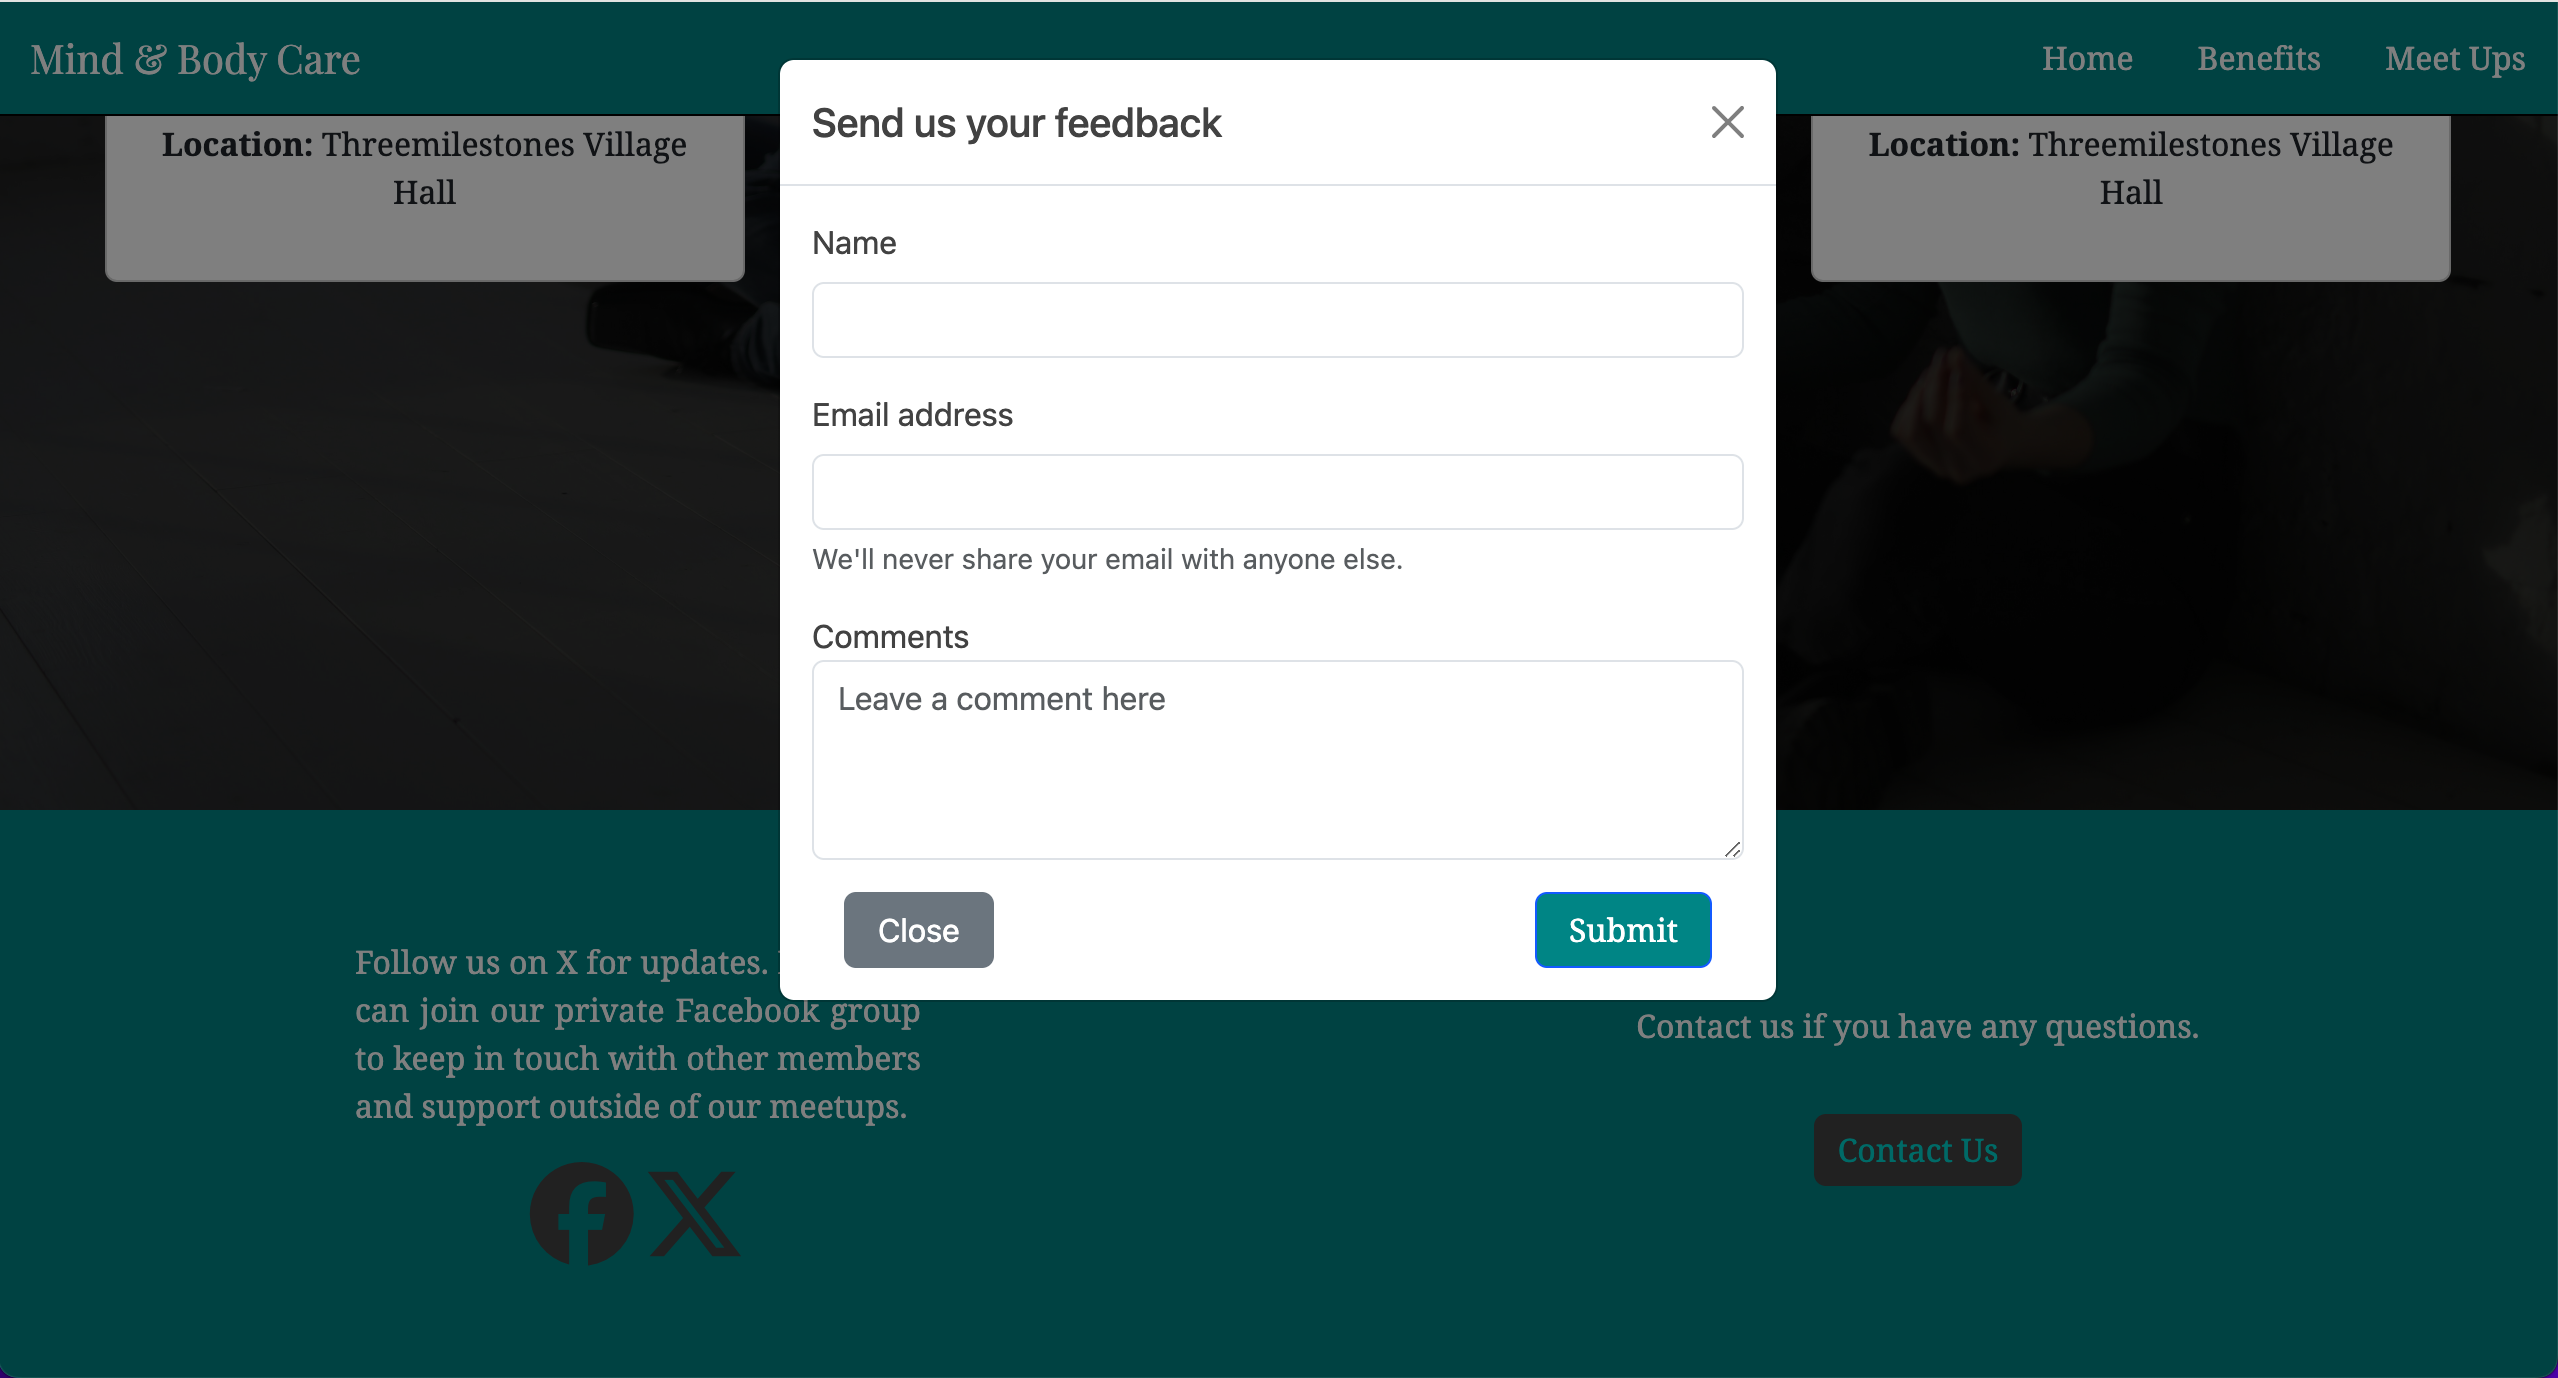 Mind & Body Care
Home
Benefits
Meet Ups
Location: Threemilestones Village
Hall
Location: Threemilestones Village
Hall
Send us your feedback
Name
Email address
We'll never share your email with anyone else.
Comments
Leave a comment here
Close
Submit
Follow us on X for updates.
can join our private Facebook group
to keep in touch with other members
and support outside of our meetups.
Contact us if you have any questions.
Contact Us